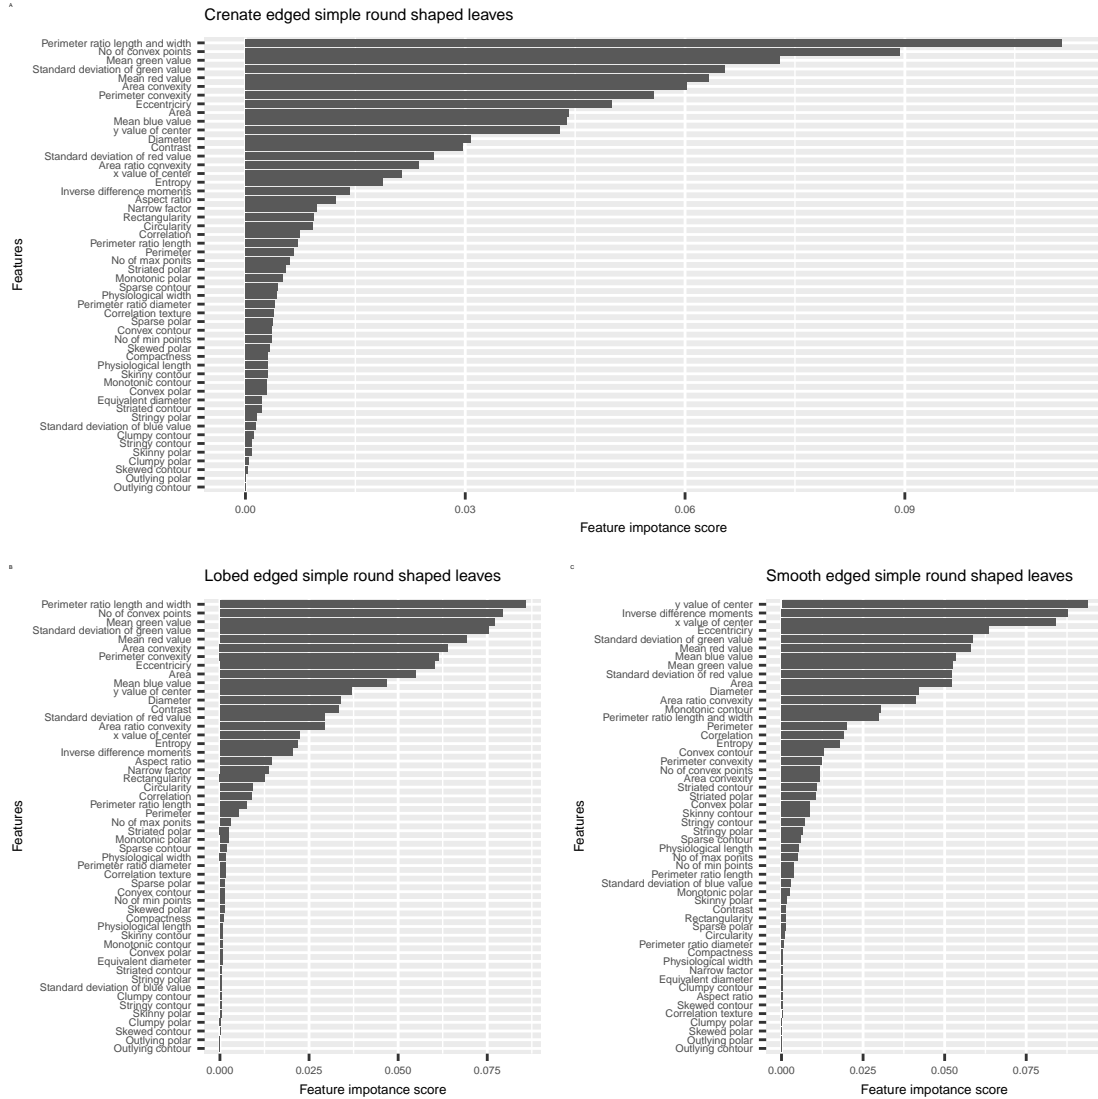 A
Crenate edged simple round shaped leaves
Perimeter ratio length and width
No of convex points
Mean green value
Standard deviation of green value
Mean red value
Area convexity
Perimeter convexity
Eccentriciry
Area
Mean blue value
y value of center
Diameter
Contrast
Standard deviation of red value
Area ratio convexity
x value of center
Entropy
Inverse difference moments
Aspect ratio
Narrow factor
Rectangularity
Circularity
Correlation
Perimeter ratio length
Perimeter
No of max ponits
Striated polar
Monotonic polar
Sparse contour
Physiological width
Perimeter ratio diameter
Correlation texture
Sparse polar
Convex contour
No of min points
Skewed polar
Compactness
Physiological length
Skinny contour
Monotonic contour
Convex polar
Equivalent diameter
Striated contour
Stringy polar
Standard deviation of blue value
Clumpy contour
Stringy contour
Skinny polar
Clumpy polar
Skewed contour
Outlying polar
Outlying contour
Features
0.00 0.03 0.06 0.09
Feature impotance score
B
Lobed edged simple round shaped leaves
Perimeter ratio length and width
No of convex points
Mean green value
Standard deviation of green value
Mean red value
Area convexity
Perimeter convexity
Eccentriciry
Area
Mean blue value
y value of center
Diameter
Contrast
Standard deviation of red value
Area ratio convexity
x value of center
Entropy
Inverse difference moments
Aspect ratio
Narrow factor
Rectangularity
Circularity
Correlation
Perimeter ratio length
Perimeter
No of max ponits
Striated polar
Monotonic polar
Sparse contour
Physiological width
Perimeter ratio diameter
Correlation texture
Sparse polar
Convex contour
No of min points
Skewed polar
Compactness
Physiological length
Skinny contour
Monotonic contour
Convex polar
Equivalent diameter
Striated contour
Stringy polar
Standard deviation of blue value
Clumpy contour
Stringy contour
Skinny polar
Clumpy polar
Skewed contour
Outlying polar
Outlying contour
Features
0.000 0.025 0.050 0.075
Feature impotance score
C
Smooth edged simple round shaped leaves
y value of center
Inverse difference moments
x value of center
Eccentriciry
Standard deviation of green value
Mean red value
Mean blue value
Mean green value
Standard deviation of red value
Area
Diameter
Area ratio convexity
Monotonic contour
Perimeter ratio length and width
Perimeter
Correlation
Entropy
Convex contour
Perimeter convexity
No of convex points
Area convexity
Striated contour
Striated polar
Convex polar
Skinny contour
Stringy contour
Stringy polar
Sparse contour
Physiological length
No of max ponits
No of min points
Perimeter ratio length
Standard deviation of blue value
Monotonic polar
Skinny polar
Contrast
Rectangularity
Sparse polar
Circularity
Perimeter ratio diameter
Compactness
Physiological width
Narrow factor
Equivalent diameter
Clumpy contour
Aspect ratio
Skewed contour
Correlation texture
Clumpy polar
Skewed polar
Outlying polar
Outlying contour
Features
0.000 0.025 0.050 0.075
Feature impotance score